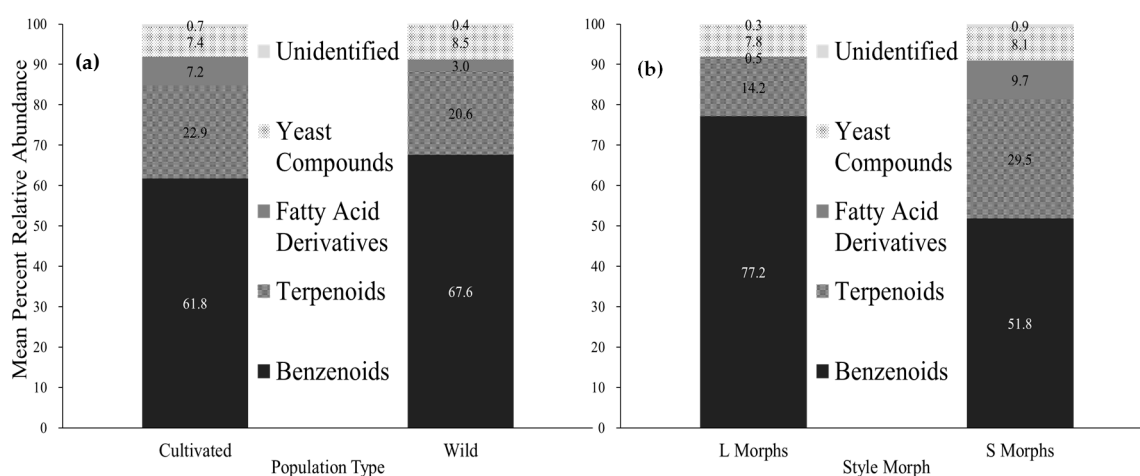 Mean Percent Relative Abundance
100
90
80
70
60
50
40
30
20
10
0
(a)
0.7
7.4
7.2
22.9
61.8
Unidentified
Yeast
Compounds
Fatty Acid
Derivatives
Terpenoids
Benzenoids
0.4
8.5
3.0
20.6
67.6
Cultivated
Wild
Population Type
100
90
80
70
60
50
40
30
20
10
0
(b)
0.3
7.8
0.5
14.2
77.2
Unidentified
Yeast
Compounds
Fatty Acid
Derivatives
Terpenoids
Benzenoids
0.9
8.1
9.7
29.5
51.8
L Morphs
S Morphs
Style Morph